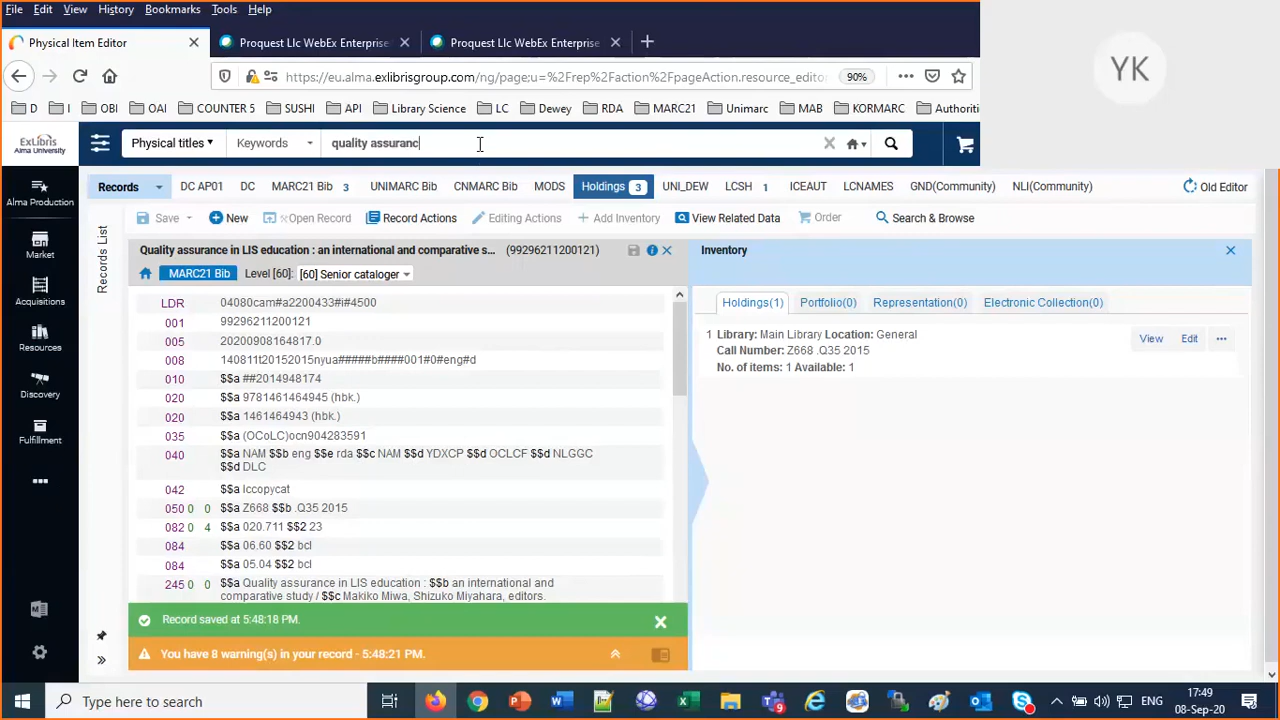 File Edit View History Bookmarks Tools Help
Physical Item Editor Proquest Llc WebEx Enterprise Proquest Llc WebEx Enterprise
https://eu.alma.exlibrisgroup.com/ng/page;u=%2Frep%2Faction%2FpageAction.resource_editor 90%
D I OBI OAI COUNTER 5 SUSHI API Library Science LC Dewey RDA MARC21 Unimarc MAB KORMARC Authoriti
YK
ExLibris
Alma University
Physical titles Keywords quality assuranc
Records DC AP01 DC MARC21 Bib 3 UNIMARC Bib CNMARC Bib MODS Holdings 3 UNI_DEW LCSH 1 ICEAUT LCNAMES GND(Community) NLI(Community) Old Editor
Save New Open Record Record Actions Editing Actions + Add Inventory View Related Data Order Search & Browse
Alma Production
Market
Acquisitions
Resources
Discovery
Fulfillment
Records List
Quality assurance in LIS education : an international and comparative s... (99296211200121)
MARC21 Bib Level [60]: [60] Senior cataloger
LDR 04080cam#a2200433#i#4500
001 99296211200121
005 20200908164817.0
008 140811t20152015nyua#####b####001#0#eng#d
010 $$a ##2014948174
020 $$a 9781461464945 (hbk.)
020 $$a 1461464943 (hbk.)
035 $$a (OCoLC)ocn904283591
040 $$a NAM $$b eng $$e rda $$c NAM $$d YDXCP $$d OCLCF $$d NLGGC
$$d DLC
042 $$a lccopycat
050 0 0 $$a Z668 $$b .Q35 2015
082 0 4 $$a 020.711 $$2 23
084 $$a 06.60 $$2 bcl
084 $$a 05.04 $$2 bcl
245 0 0 $$a Quality assurance in LIS education : $$b an international and
comparative study / $$c Makiko Miwa, Shizuko Miyahara, editors.
Record saved at 5:48:18 PM.
You have 8 warning(s) in your record - 5:48:21 PM.
Inventory
Holdings(1) Portfolio(0) Representation(0) Electronic Collection(0)
1 Library: Main Library Location: General
Call Number: Z668 .Q35 2015
No. of items: 1 Available: 1
View Edit
Type here to search
ENG
17:49
08-Sep-20